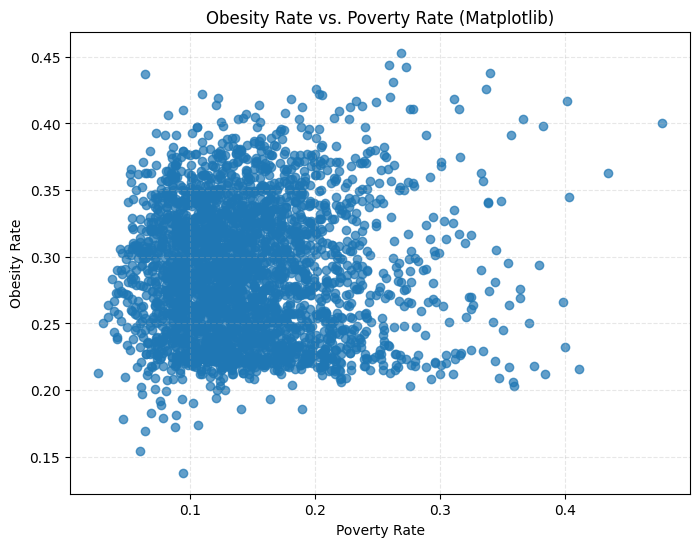 Obesity Rate vs. Poverty Rate (Matplotlib)
0.45
0.40
0.35
0.30
0.25
0.20
0.15
Obesity Rate
0.1 0.2 0.3 0.4
Poverty Rate